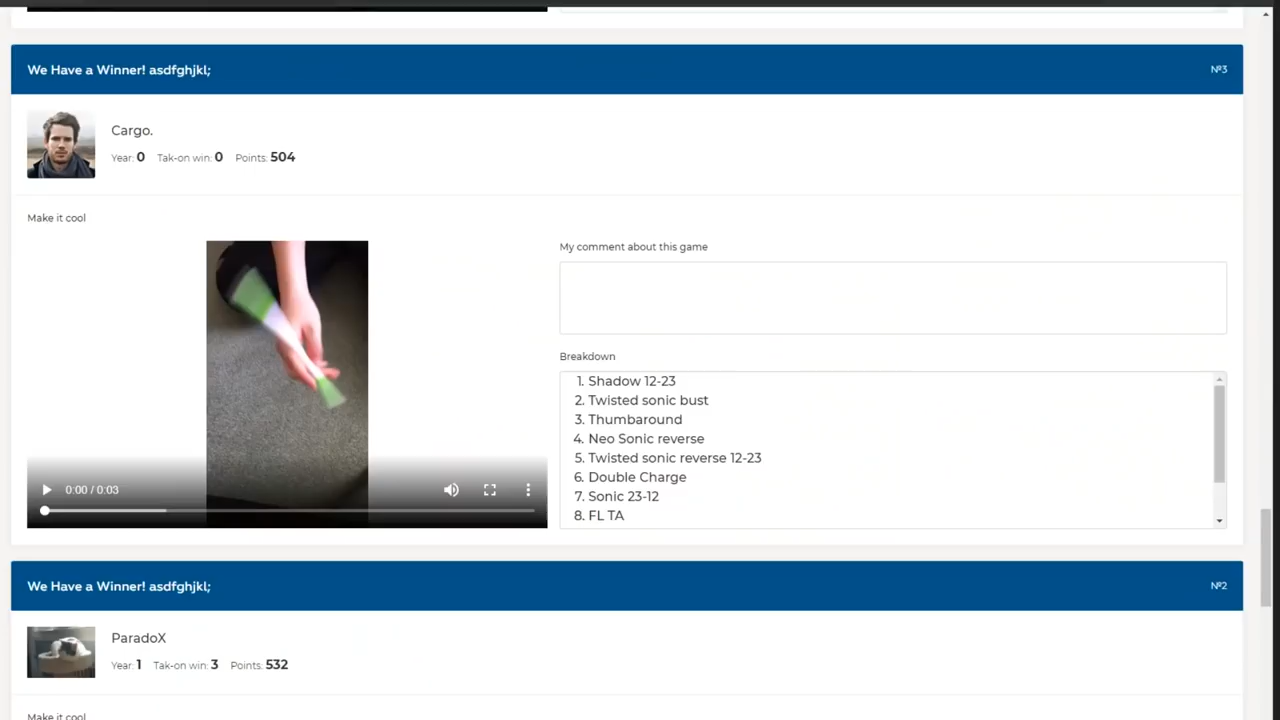 We Have a Winner! asdfghjkl;
№3
Cargo.
Year: 0 Tak-on win: 0 Points: 504
Make it cool
My comment about this game
0:00 / 0:03
Breakdown
1. Shadow 12-23
2. Twisted sonic bust
3. Thumbaround
4. Neo Sonic reverse
5. Twisted sonic reverse 12-23
6. Double Charge
7. Sonic 23-12
8. FL TA
We Have a Winner! asdfghjkl;
№2
ParadoX
Year: 1 Tak-on win: 3 Points: 532
Make it cool